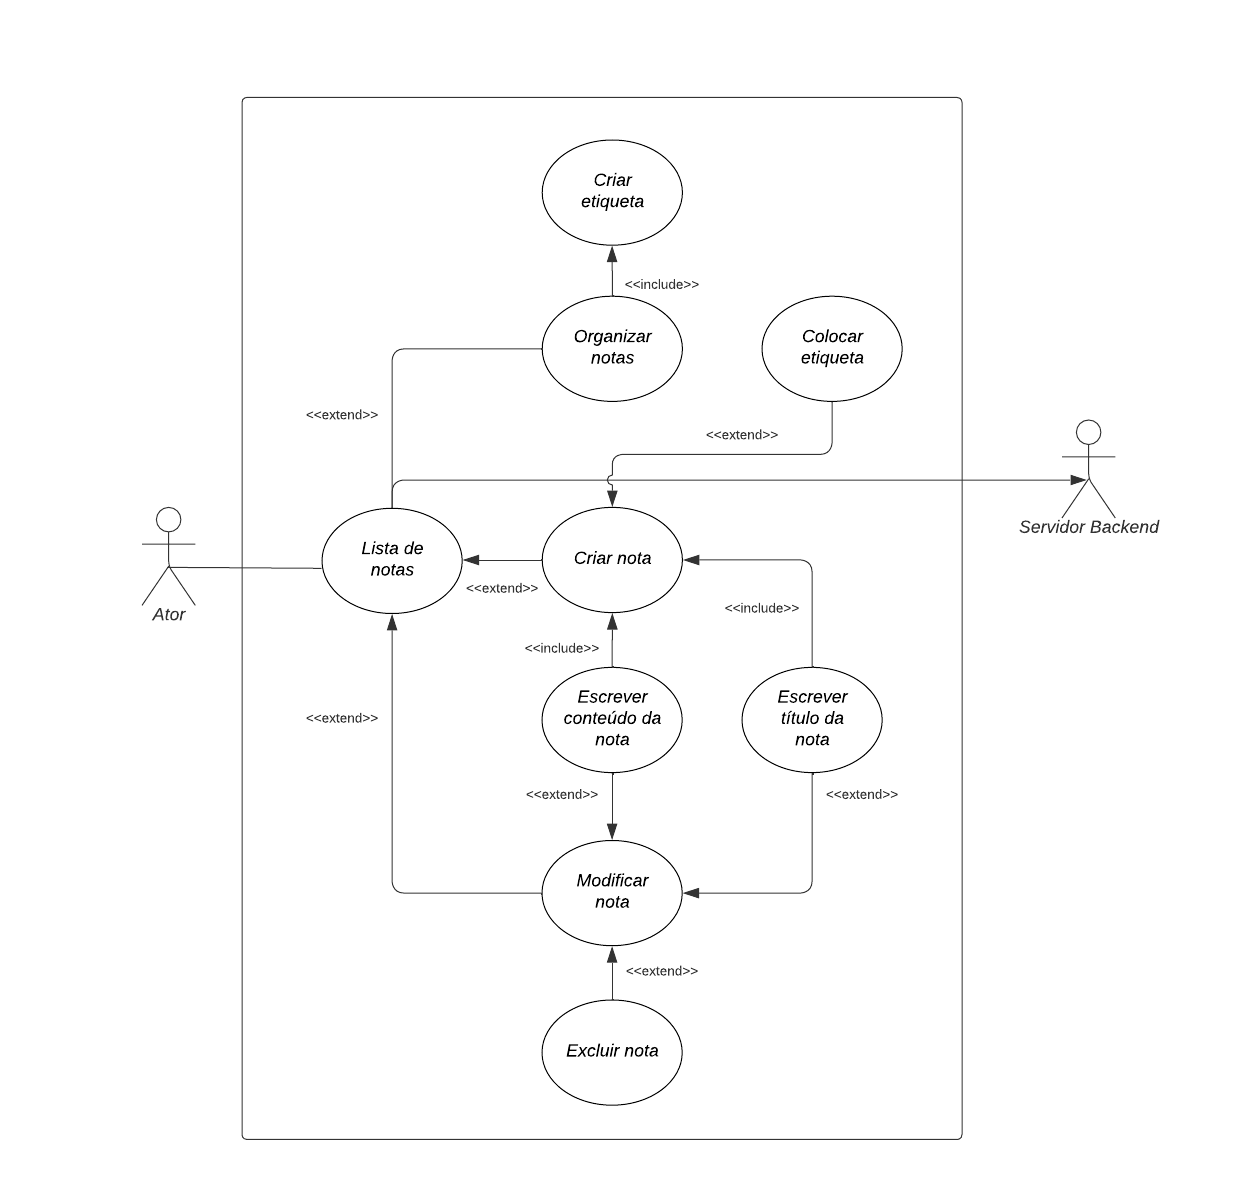 Criar
etiqueta
<<include>>
Organizar
notas
Colocar
etiqueta
<<extend>>
<<extend>>
Servidor Backend
Ator
Lista de
notas
Criar nota
<<extend>>
<<include>>
<<include>>
Escrever
conteúdo da
nota
Escrever
título da
nota
<<extend>>
<<extend>>
<<extend>>
Modificar
nota
<<extend>>
Excluir nota